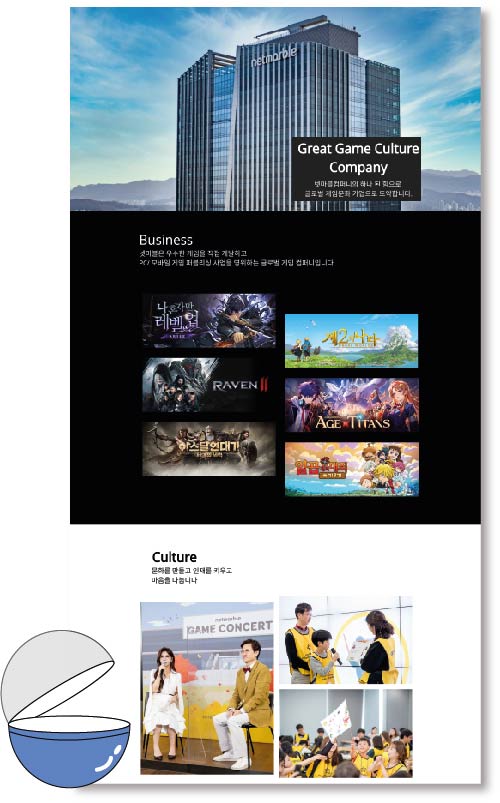 netmarble
Great Game Culture
Company
넷마블컴퍼니의 하나 된 힘으로
글로벌 게임문화 기업으로 도약합니다.
Business
넷마블은 우수한 게임을 직접 개발하고
PC / 모바일 게임 퍼블리싱 사업을 영위하는 글로벌 게임 컴퍼니입니다
나 혼자만
레벨업
제2의 나라
RAVEN II
AGE OF TITANS
아스달 연대기
Culture
문화를 만들고 인재를 키우고
마음을 나눕니다
netmarble
GAME CONCERT